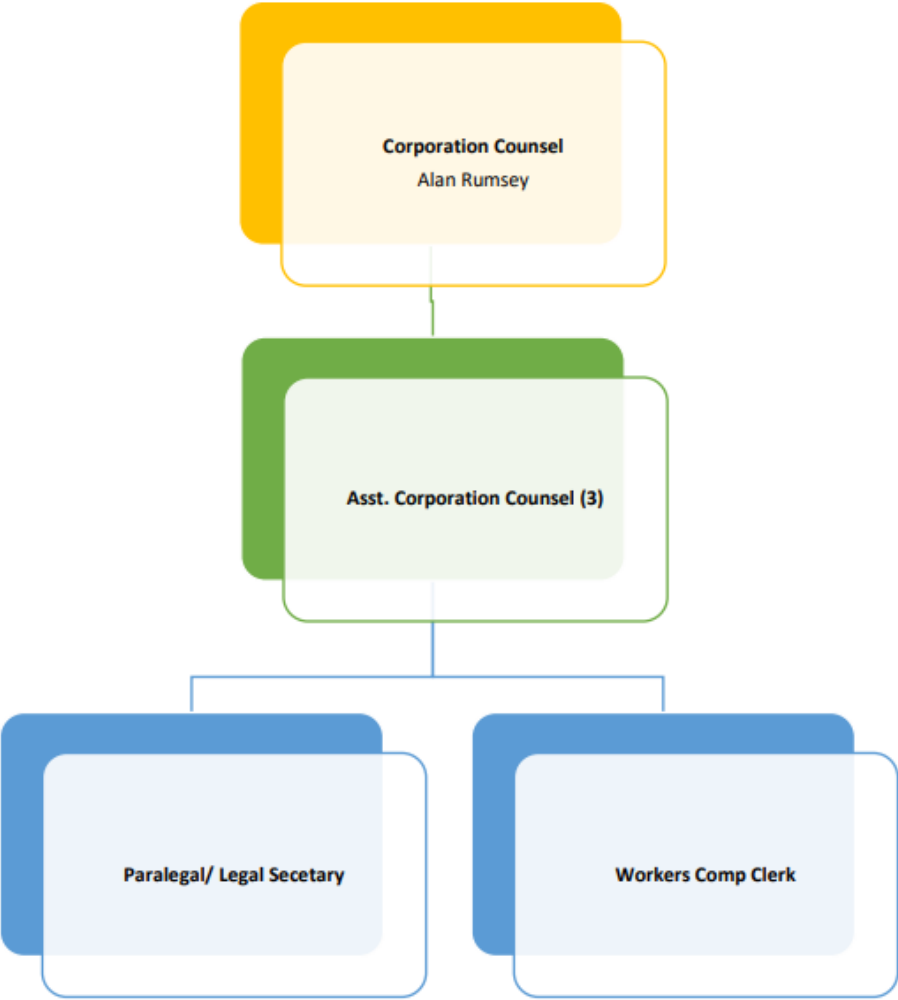 Corporation Counsel
Alan Rumsey
Asst. Corporation Counsel (3)
Paralegal/ Legal Secetary
Workers Comp Clerk